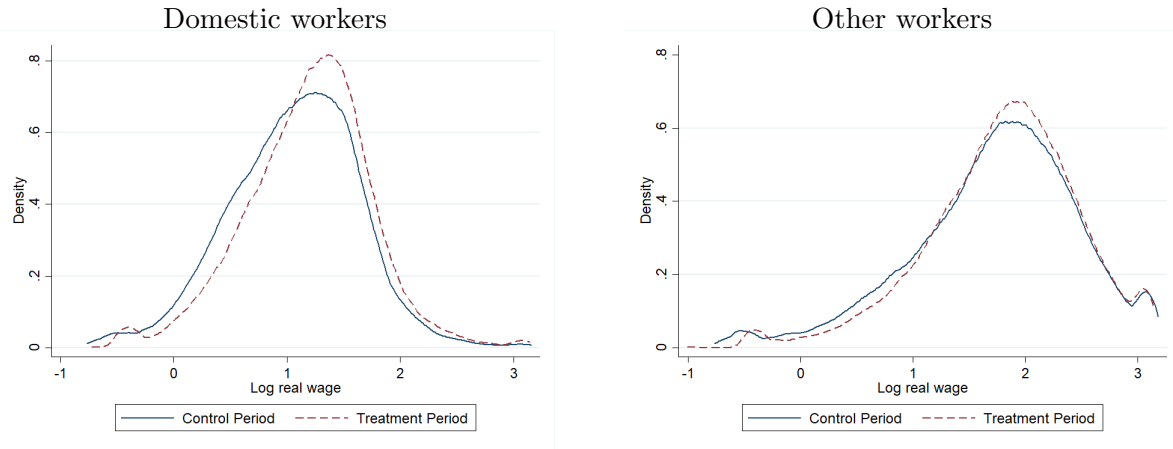 Domestic workers
.8
.6
.4
.2
0
Density
-1 0 1 2 3
Log real wage
Control Period Treatment Period
Other workers
.8
.6
.4
.2
0
Density
-1 0 1 2 3
Log real wage
Control Period Treatment Period